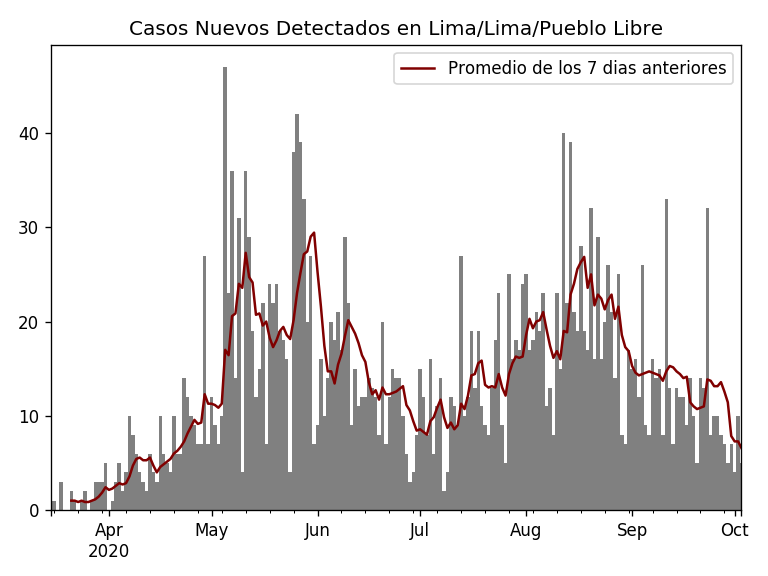 Casos Nuevos Detectados en Lima/Lima/Pueblo Libre
Promedio de los 7 dias anteriores
40
30
20
10
0
Apr May Jun Jul Aug Sep Oct
2020